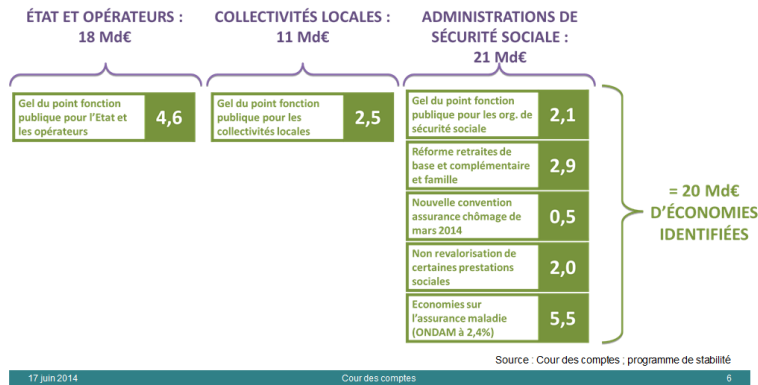 ÉTAT ET OPÉRATEURS :
18 Md€
COLLECTIVITÉS LOCALES :
11 Md€
ADMINISTRATIONS DE
SÉCURITÉ SOCIALE :
21 Md€
Gel du point fonction
publique pour l'Etat et
les opérateurs
4,6
Gel du point fonction
publique pour les
collectivités locales
2,5
Gel du point fonction
publique pour les org. de
sécurité sociale
2,1
Réforme retraites de
base et complémentaire
et famille
2,9
Nouvelle convention
assurance chômage de
mars 2014
0,5
Non revalorisation de
certaines prestations
sociales
2,0
Economies sur
l'assurance maladie
(ONDAM à 2,4%)
5,5
= 20 Md€
D'ÉCONOMIES
IDENTIFIÉES
Source : Cour des comptes ; programme de stabilité
17 juin 2014
Cour des comptes
6